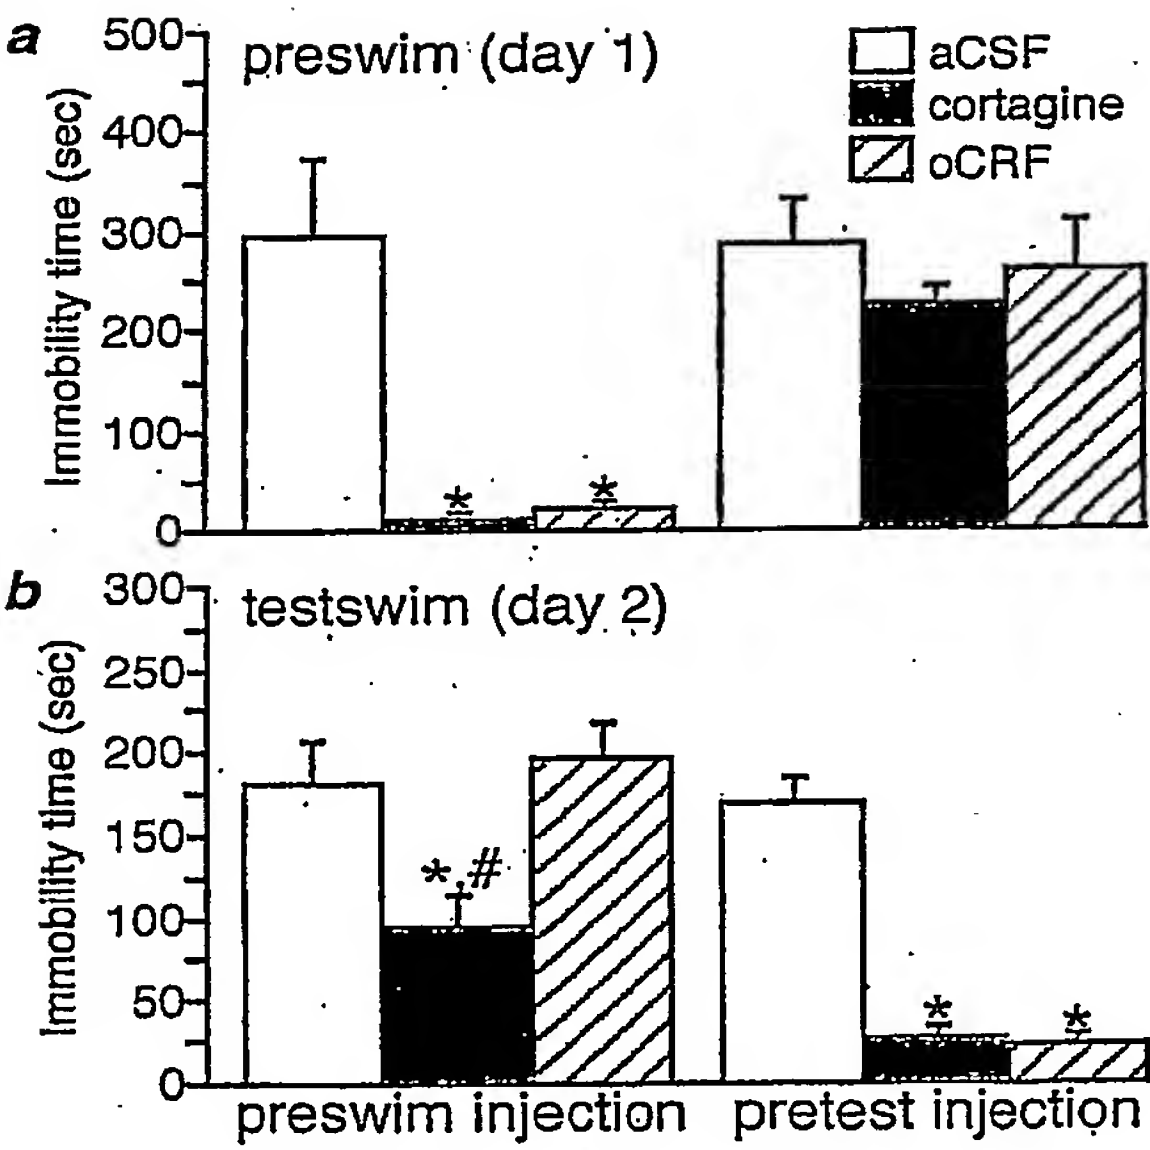 a
preswim (day 1)
aCSF
cortagine
oCRF
Immobility time (sec)
500
400
300
200
100
0
*
*
b
testswim (day 2)
Immobility time (sec)
300
250
200
150
100
50
0
*,#
*
*
preswim injection
pretest injection